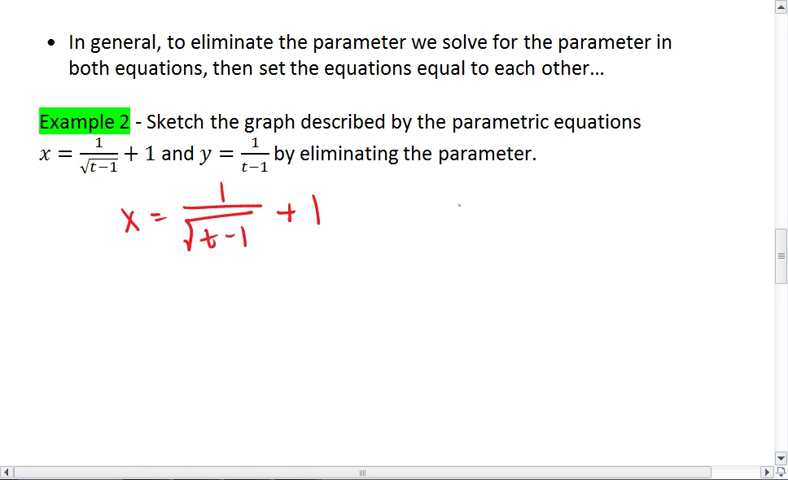 • In general, to eliminate the parameter we solve for the parameter in
both equations, then set the equations equal to each other…
Example 2 - Sketch the graph described by the parametric equations
x = 1/√(t−1) + 1 and y = 1/(t−1) by eliminating the parameter.
x = 1/√(t−1) + 1